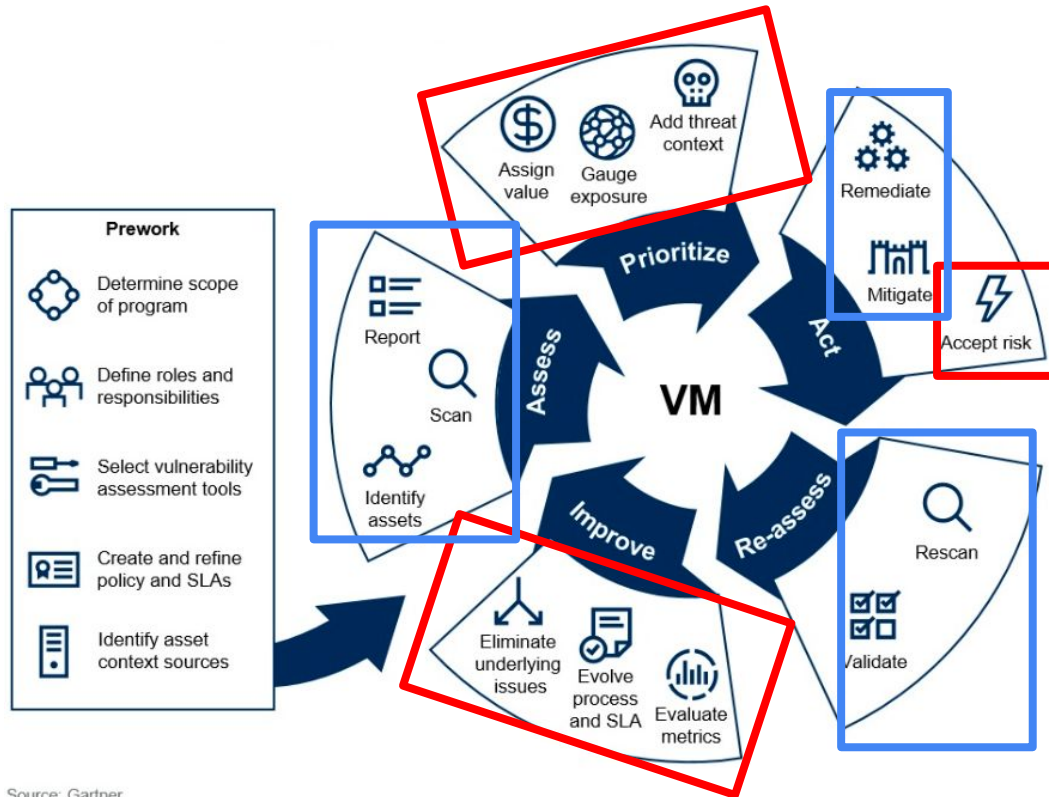 Prework
Determine scope
of program
Define roles and
responsibilities
Select vulnerability
assessment tools
Create and refine
policy and SLAs
Identify asset
context sources
Assess
Report
Scan
Identify
assets
Prioritize
Assign
value
Gauge
exposure
Add threat
context
Act
Remediate
Mitigate
Accept risk
Re-assess
Rescan
Validate
Improve
Eliminate
underlying
issues
Evolve
process
and SLA
Evaluate
metrics
VM
Source: Gartner